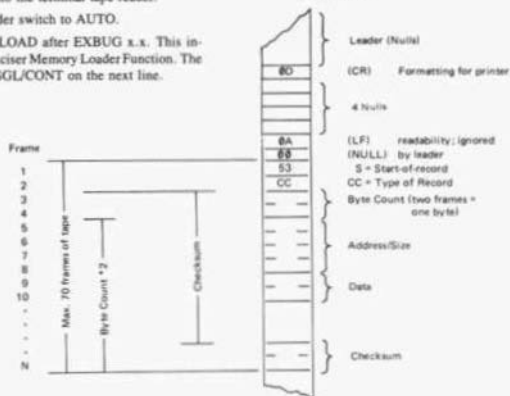 der switch to AUTO.
LOAD after EXBUG x.x. This in-
ciser Memory Loader Function. The
GL/CONT on the next line.
Leader (Nulls)
0D (CR) Formatting for printer
4 Nulls
0A (LF) readability; ignored
00 (NULL) by leader
53 S = Start-of-record
CC CC = Type of Record
Byte Count (two frames =
one byte)
Address/Size
Data
Checksum
Frame
1
2
3
4
5
6
7
8
9
10
-
-
-
-
N
Max. 70 frames of tape
Byte Count *2
Checksum